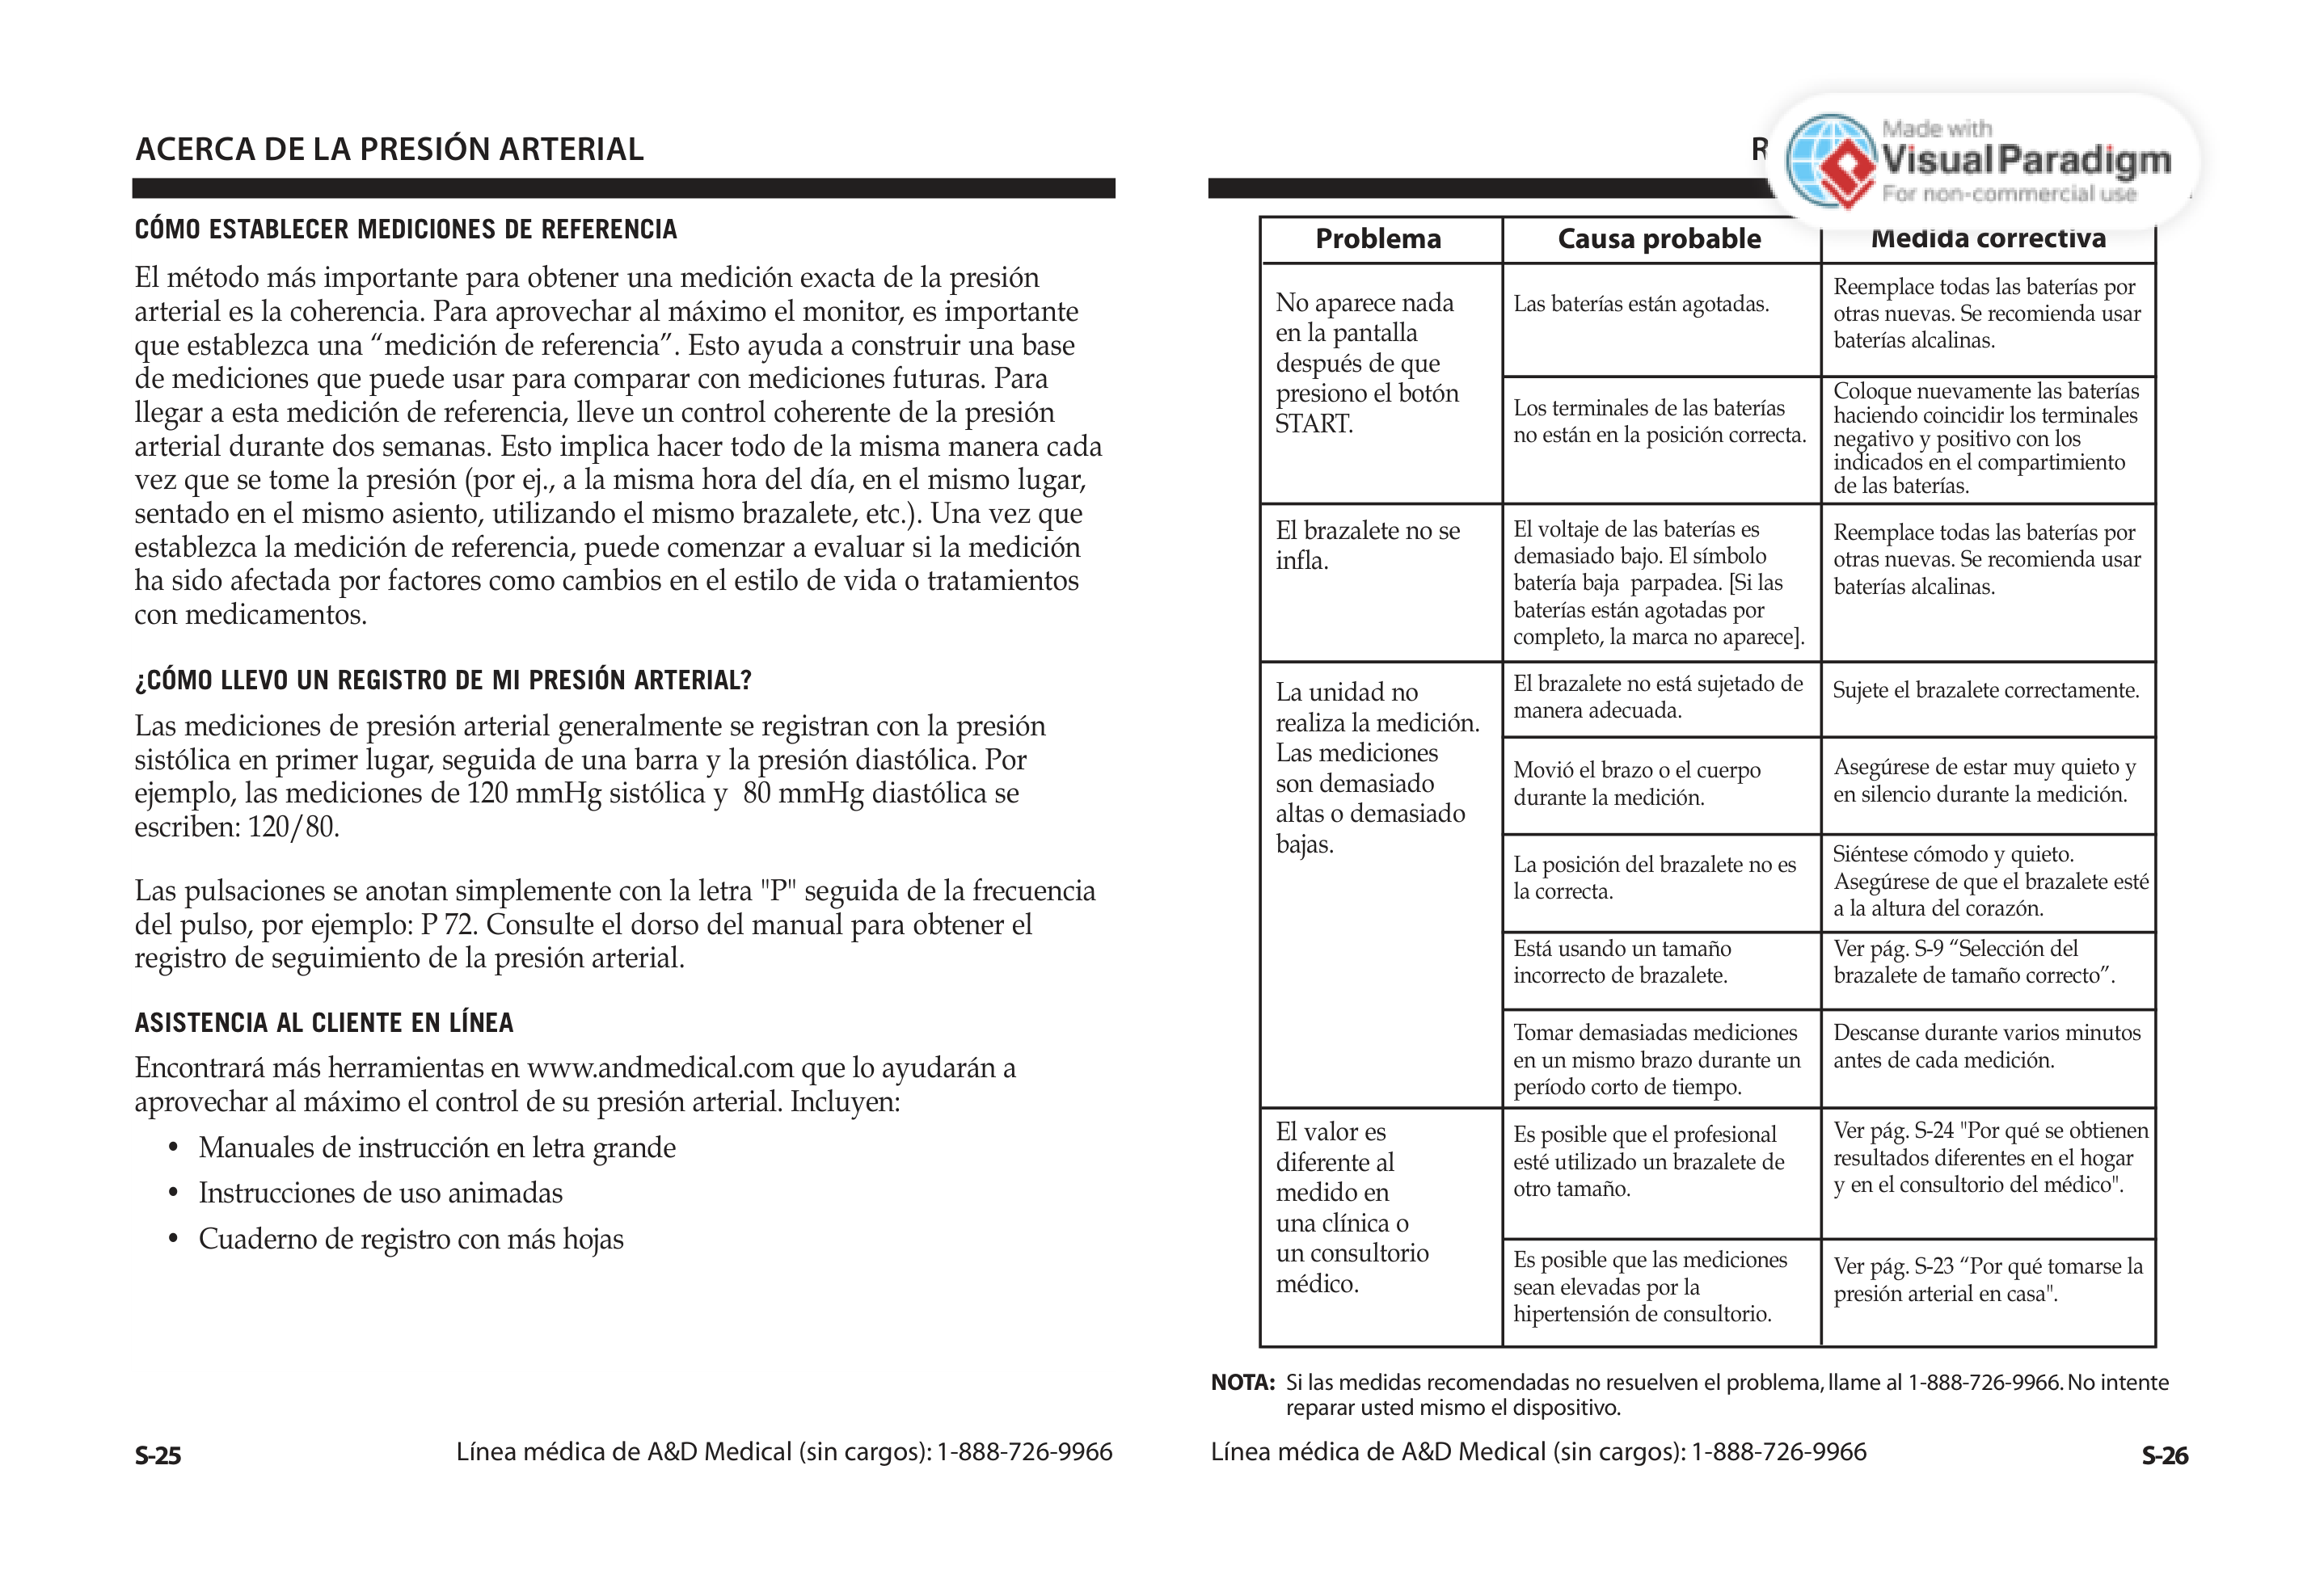 ACERCA DE LA PRESIÓN ARTERIAL
CÓMO ESTABLECER MEDICIONES DE REFERENCIA
El método más importante para obtener una medición exacta de la presión
arterial es la coherencia. Para aprovechar al máximo el monitor, es importante
que establezca una “medición de referencia”. Esto ayuda a construir una base
de mediciones que puede usar para comparar con mediciones futuras. Para
llegar a esta medición de referencia, lleve un control coherente de la presión
arterial durante dos semanas. Esto implica hacer todo de la misma manera cada
vez que se tome la presión (por ej., a la misma hora del día, en el mismo lugar,
sentado en el mismo asiento, utilizando el mismo brazalete, etc.). Una vez que
establezca la medición de referencia, puede comenzar a evaluar si la medición
ha sido afectada por factores como cambios en el estilo de vida o tratamientos
con medicamentos.
¿CÓMO LLEVO UN REGISTRO DE MI PRESIÓN ARTERIAL?
Las mediciones de presión arterial generalmente se registran con la presión
sistólica en primer lugar, seguida de una barra y la presión diastólica. Por
ejemplo, las mediciones de 120 mmHg sistólica y  80 mmHg diastólica se
escriben: 120/80.
Las pulsaciones se anotan simplemente con la letra "P" seguida de la frecuencia
del pulso, por ejemplo: P 72. Consulte el dorso del manual para obtener el
registro de seguimiento de la presión arterial.
ASISTENCIA AL CLIENTE EN LÍNEA
Encontrará más herramientas en www.andmedical.com que lo ayudarán a
aprovechar al máximo el control de su presión arterial. Incluyen:
• Manuales de instrucción en letra grande
• Instrucciones de uso animadas
• Cuaderno de registro con más hojas
S-25
Línea médica de A&D Medical (sin cargos): 1-888-726-9966
Made with
Visual Paradigm
For non-commercial use
Problema
Causa probable
Medida correctiva
No aparece nada
en la pantalla
después de que
presiono el botón
START.
Las baterías están agotadas.
Reemplace todas las baterías por
otras nuevas. Se recomienda usar
baterías alcalinas.
Los terminales de las baterías
no están en la posición correcta.
Coloque nuevamente las baterías
haciendo coincidir los terminales
negativo y positivo con los
indicados en el compartimiento
de las baterías.
El brazalete no se
infla.
El voltaje de las baterías es
demasiado bajo. El símbolo
batería baja  parpadea. [Si las
baterías están agotadas por
completo, la marca no aparece].
Reemplace todas las baterías por
otras nuevas. Se recomienda usar
baterías alcalinas.
La unidad no
realiza la medición.
Las mediciones
son demasiado
altas o demasiado
bajas.
El brazalete no está sujetado de
manera adecuada.
Sujete el brazalete correctamente.
Movió el brazo o el cuerpo
durante la medición.
Asegúrese de estar muy quieto y
en silencio durante la medición.
La posición del brazalete no es
la correcta.
Siéntese cómodo y quieto.
Asegúrese de que el brazalete esté
a la altura del corazón.
Está usando un tamaño
incorrecto de brazalete.
Ver pág. S-9 “Selección del
brazalete de tamaño correcto”.
Tomar demasiadas mediciones
en un mismo brazo durante un
período corto de tiempo.
Descanse durante varios minutos
antes de cada medición.
El valor es
diferente al
medido en
una clínica o
un consultorio
médico.
Es posible que el profesional
esté utilizado un brazalete de
otro tamaño.
Ver pág. S-24 "Por qué se obtienen
resultados diferentes en el hogar
y en el consultorio del médico".
Es posible que las mediciones
sean elevadas por la
hipertensión de consultorio.
Ver pág. S-23 “Por qué tomarse la
presión arterial en casa".
NOTA: Si las medidas recomendadas no resuelven el problema, llame al 1-888-726-9966. No intente
reparar usted mismo el dispositivo.
Línea médica de A&D Medical (sin cargos): 1-888-726-9966
S-26